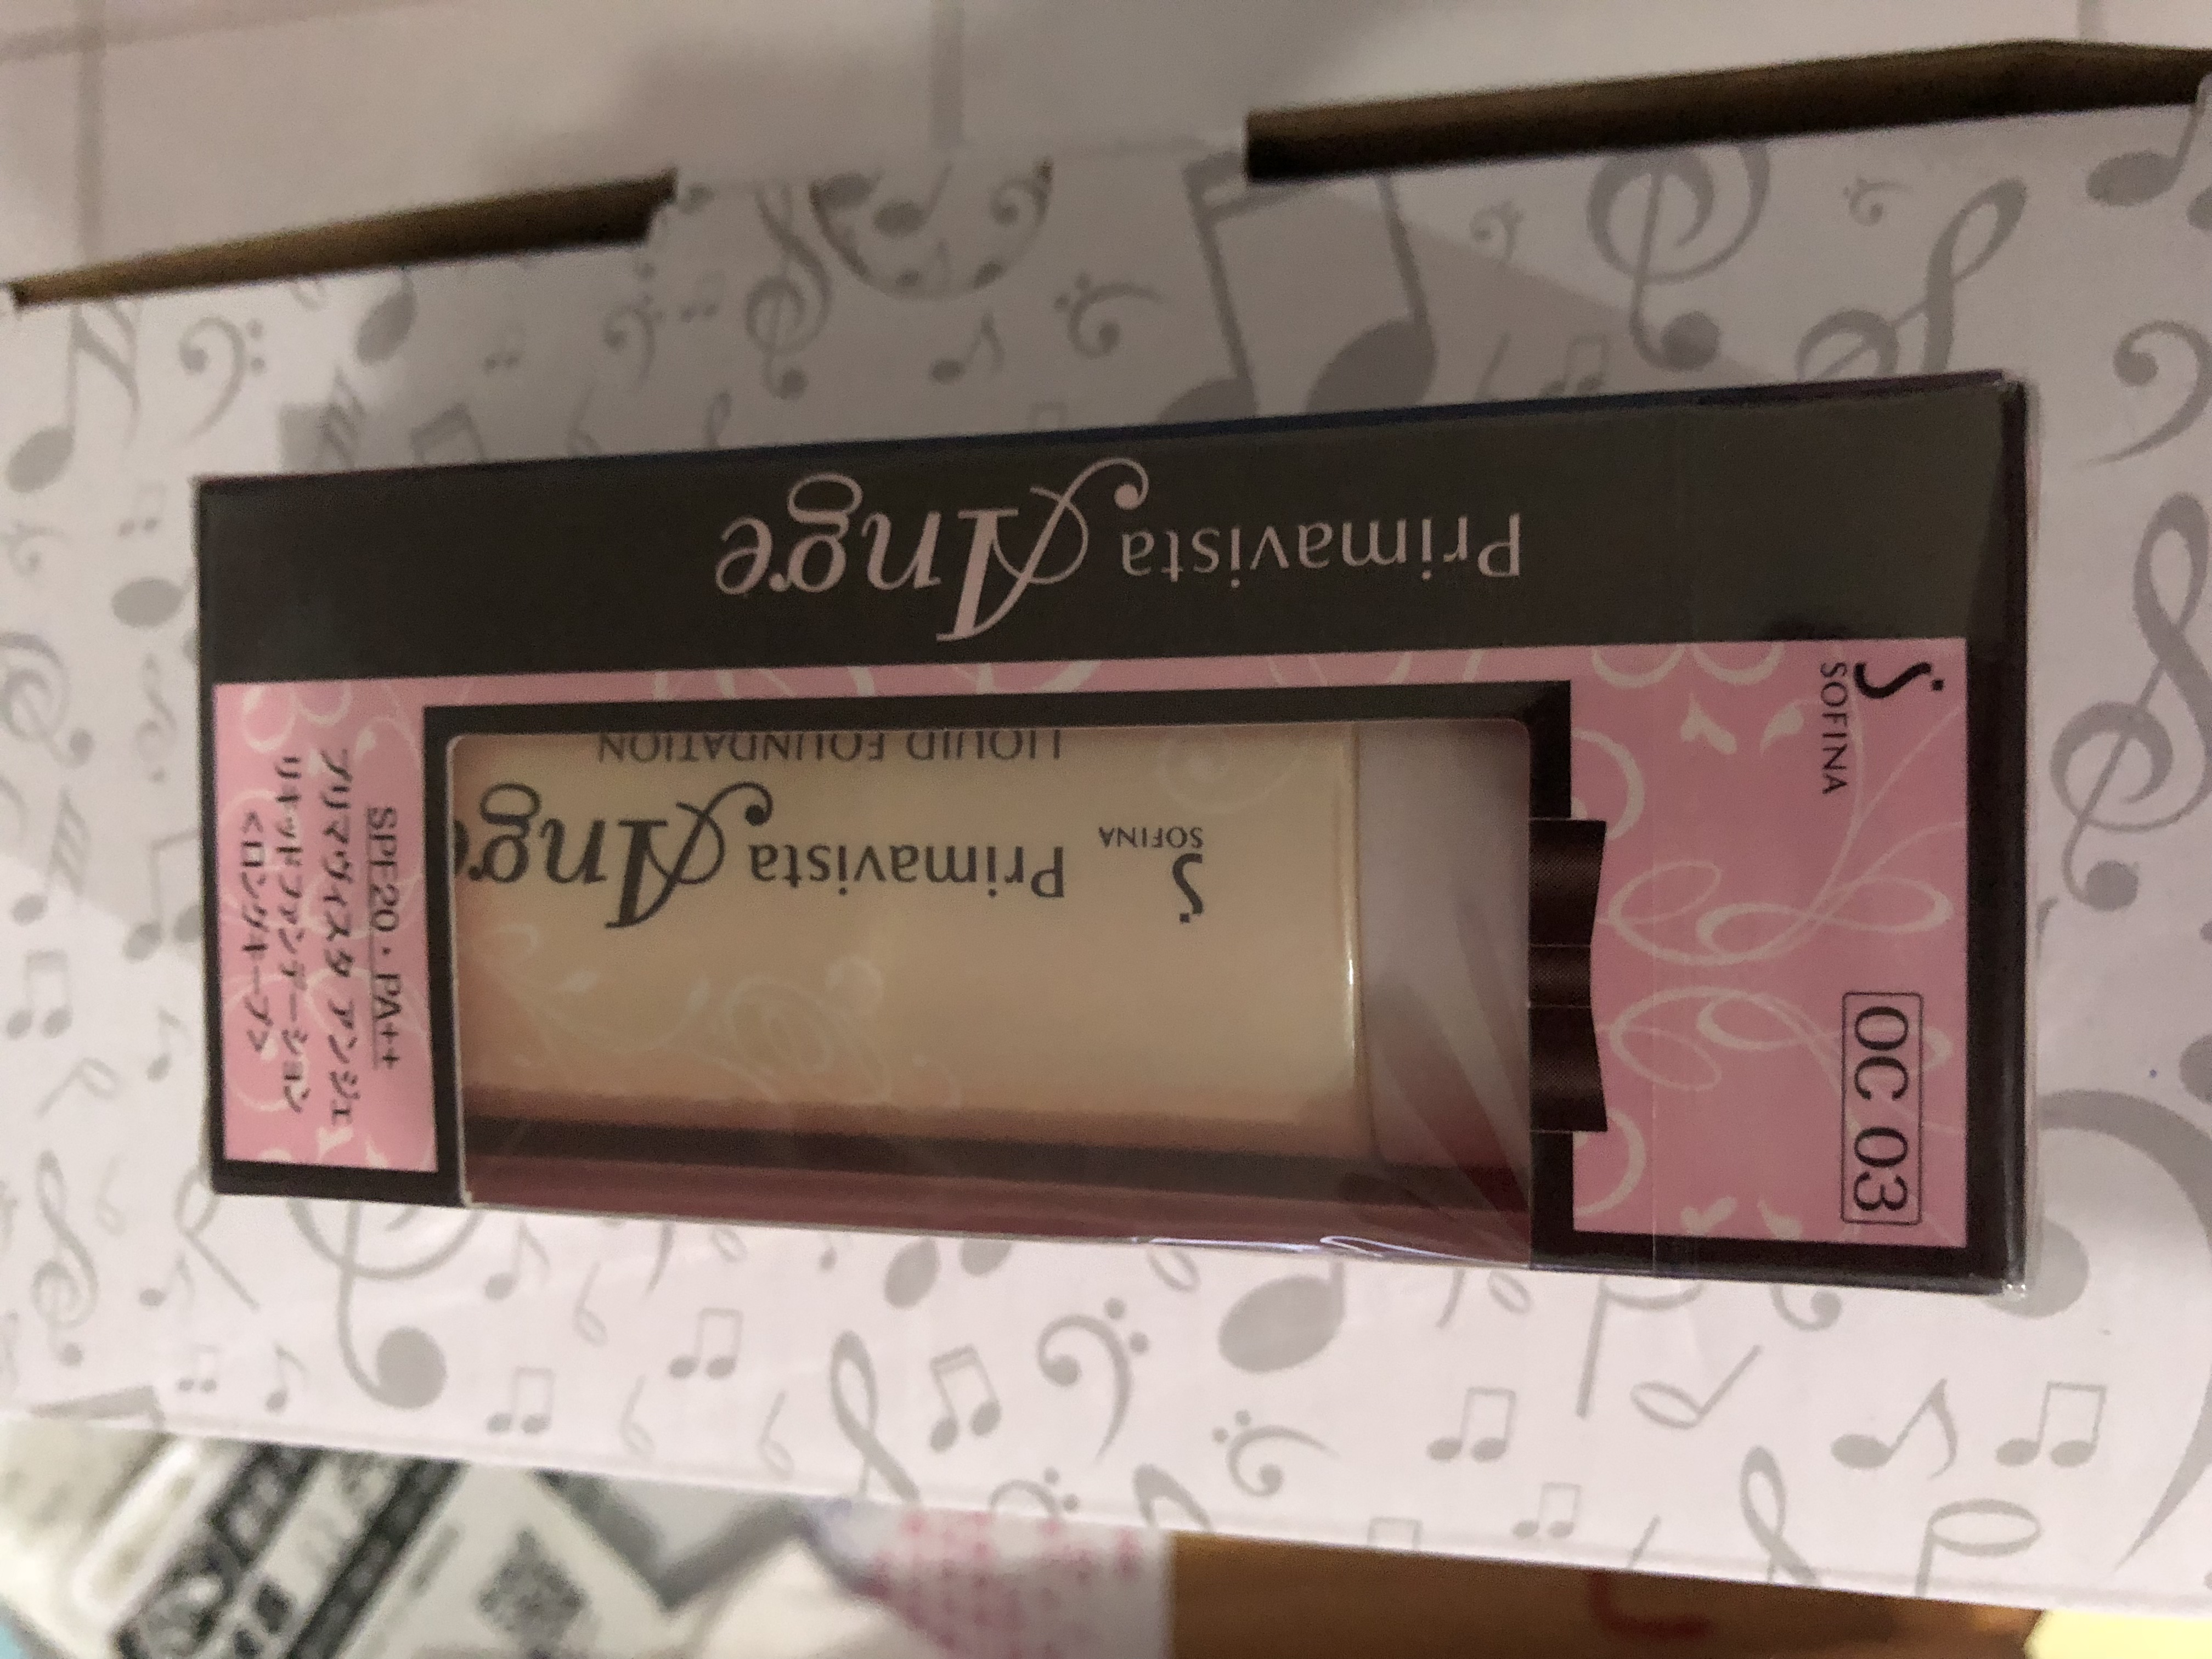 Primavista Ange
SOFINA
OC 03
SOFINA
Primavista Ange
LIQUID FOUNDATION
SPF20・PA++
プリマヴィスタ アンジェ
リキッドファンデーション
<ロングキープ>